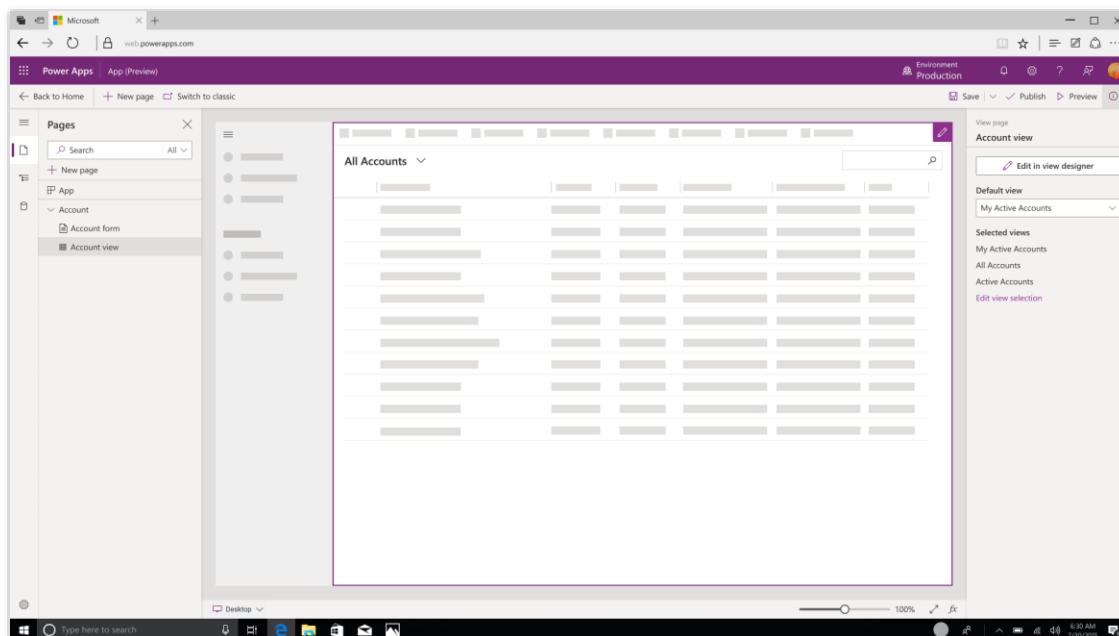 Microsoft
web.powerapps.com
Power Apps App (Preview)
Environment
Production
Back to Home New page Switch to classic
Save Publish Preview
Pages
Search All
New page
App
Account
Account form
Account view
All Accounts
View page
Account view
Edit in view designer
Default view
My Active Accounts
Selected views
My Active Accounts
All Accounts
Active Accounts
Edit view selection
Desktop
100%
fx
Type here to search
6:30 AM